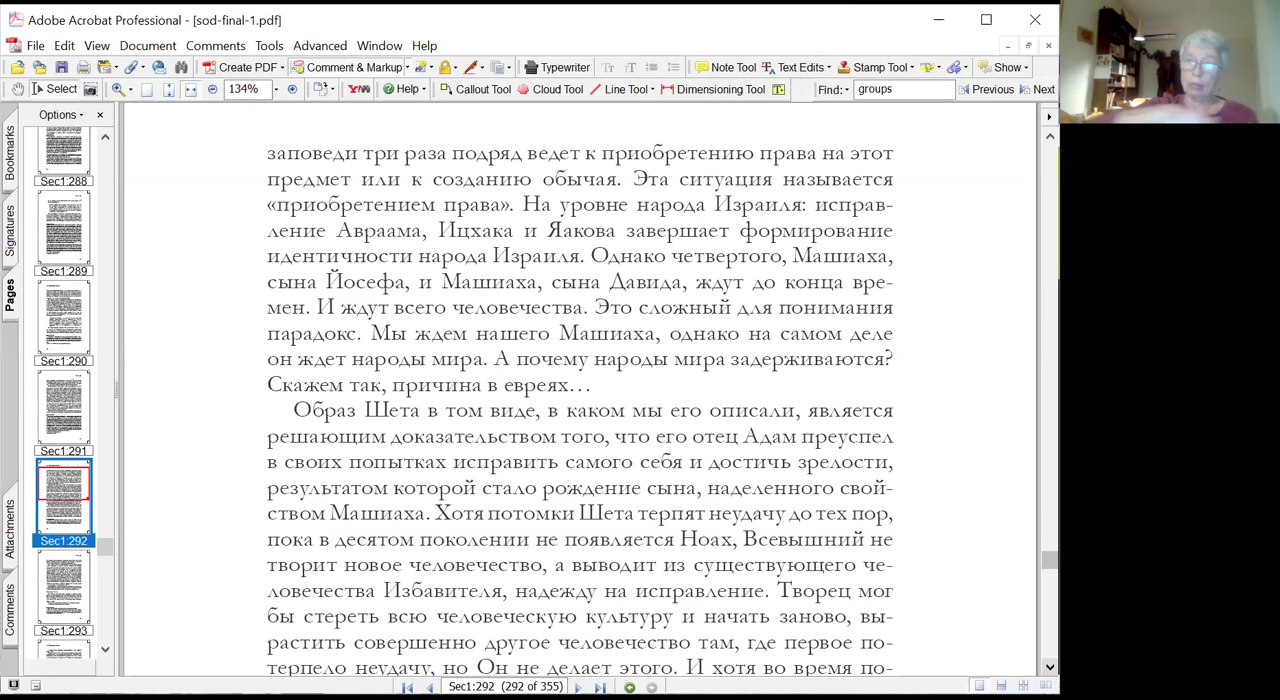 Adobe Acrobat Professional - [sod-final-1.pdf]
File Edit View Document Comments Tools Advanced Window Help
Create PDF Comment & Markup Typewriter Note Tool Text Edits Stamp Tool Show
Select 134% Y! Help Callout Tool Cloud Tool Line Tool Dimensioning Tool Find: groups Previous Next
Options
Bookmarks
Signatures
Pages
Attachments
Comments
Sec1:288
Sec1:289
Sec1:290
Sec1:291
Sec1:292
Sec1:293
заповеди три раза подряд ведет к приобретению права на этот
предмет или к созданию обычая. Эта ситуация называется
«приобретением права». На уровне народа Израиля: исправ-
ление Авраама, Ицхака и Яакова завершает формирование
идентичности народа Израиля. Однако четвертого, Машиаха,
сына Йосефа, и Машиаха, сына Давида, ждут до конца вре-
мен. И ждут всего человечества. Это сложный для понимания
парадокс. Мы ждем нашего Машиаха, однако на самом деле
он ждет народы мира. А почему народы мира задерживаются?
Скажем так, причина в евреях…
Образ Шета в том виде, в каком мы его описали, является
решающим доказательством того, что его отец Адам преуспел
в своих попытках исправить самого себя и достичь зрелости,
результатом которой стало рождение сына, наделенного свой-
ством Машиаха. Хотя потомки Шета терпят неудачу до тех пор,
пока в десятом поколении не появляется Ноах, Всевышний не
творит новое человечество, а выводит из существующего че-
ловечества Избавителя, надежду на исправление. Творец мог
бы стереть всю человеческую культуру и начать заново, вы-
растить совершенно другое человечество там, где первое по-
терпело неудачу, но Он не делает этого. И хотя во время по-
Sec1:292 (292 of 355)